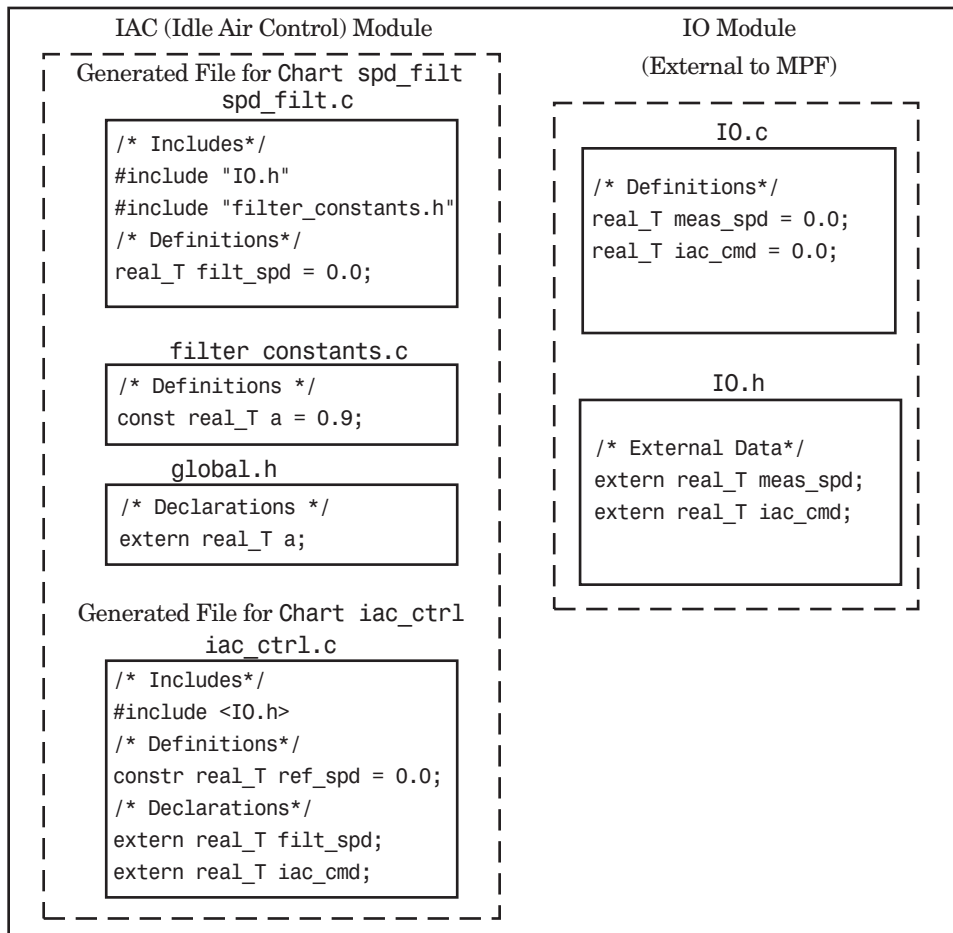 IAC (Idle Air Control) Module
Generated File for Chart spd_filt
spd_filt.c
/* Includes*/
#include "IO.h"
#include "filter_constants.h"
/* Definitions*/
real_T filt_spd = 0.0;
filter constants.c
/* Definitions */
const real_T a = 0.9;
global.h
/* Declarations */
extern real_T a;
Generated File for Chart iac_ctrl
iac_ctrl.c
/* Includes*/
#include <IO.h>
/* Definitions*/
constr real_T ref_spd = 0.0;
/* Declarations*/
extern real_T filt_spd;
extern real_T iac_cmd;
IO Module
(External to MPF)
IO.c
/* Definitions*/
real_T meas_spd = 0.0;
real_T iac_cmd = 0.0;
IO.h
/* External Data*/
extern real_T meas_spd;
extern real_T iac_cmd;